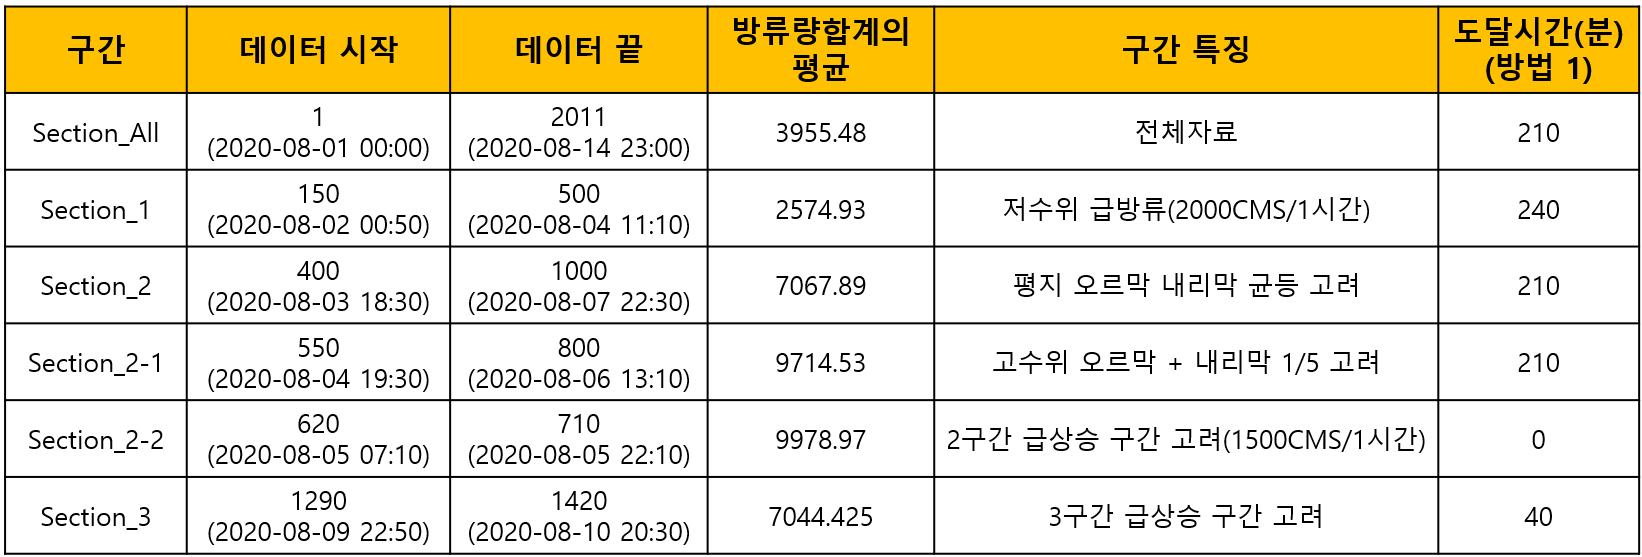 구간
데이터 시작
데이터 끝
방류량합계의
평균
구간 특징
도달시간(분)
(방법 1)
Section_All
1
(2020-08-01 00:00)
2011
(2020-08-14 23:00)
3955.48
전체자료
210
Section_1
150
(2020-08-02 00:50)
500
(2020-08-04 11:10)
2574.93
저수위 급방류(2000CMS/1시간)
240
Section_2
400
(2020-08-03 18:30)
1000
(2020-08-07 22:30)
7067.89
평지 오르막 내리막 균등 고려
210
Section_2-1
550
(2020-08-04 19:30)
800
(2020-08-06 13:10)
9714.53
고수위 오르막 + 내리막 1/5 고려
210
Section_2-2
620
(2020-08-05 07:10)
710
(2020-08-05 22:10)
9978.97
2구간 급상승 구간 고려(1500CMS/1시간)
0
Section_3
1290
(2020-08-09 22:50)
1420
(2020-08-10 20:30)
7044.425
3구간 급상승 구간 고려
40